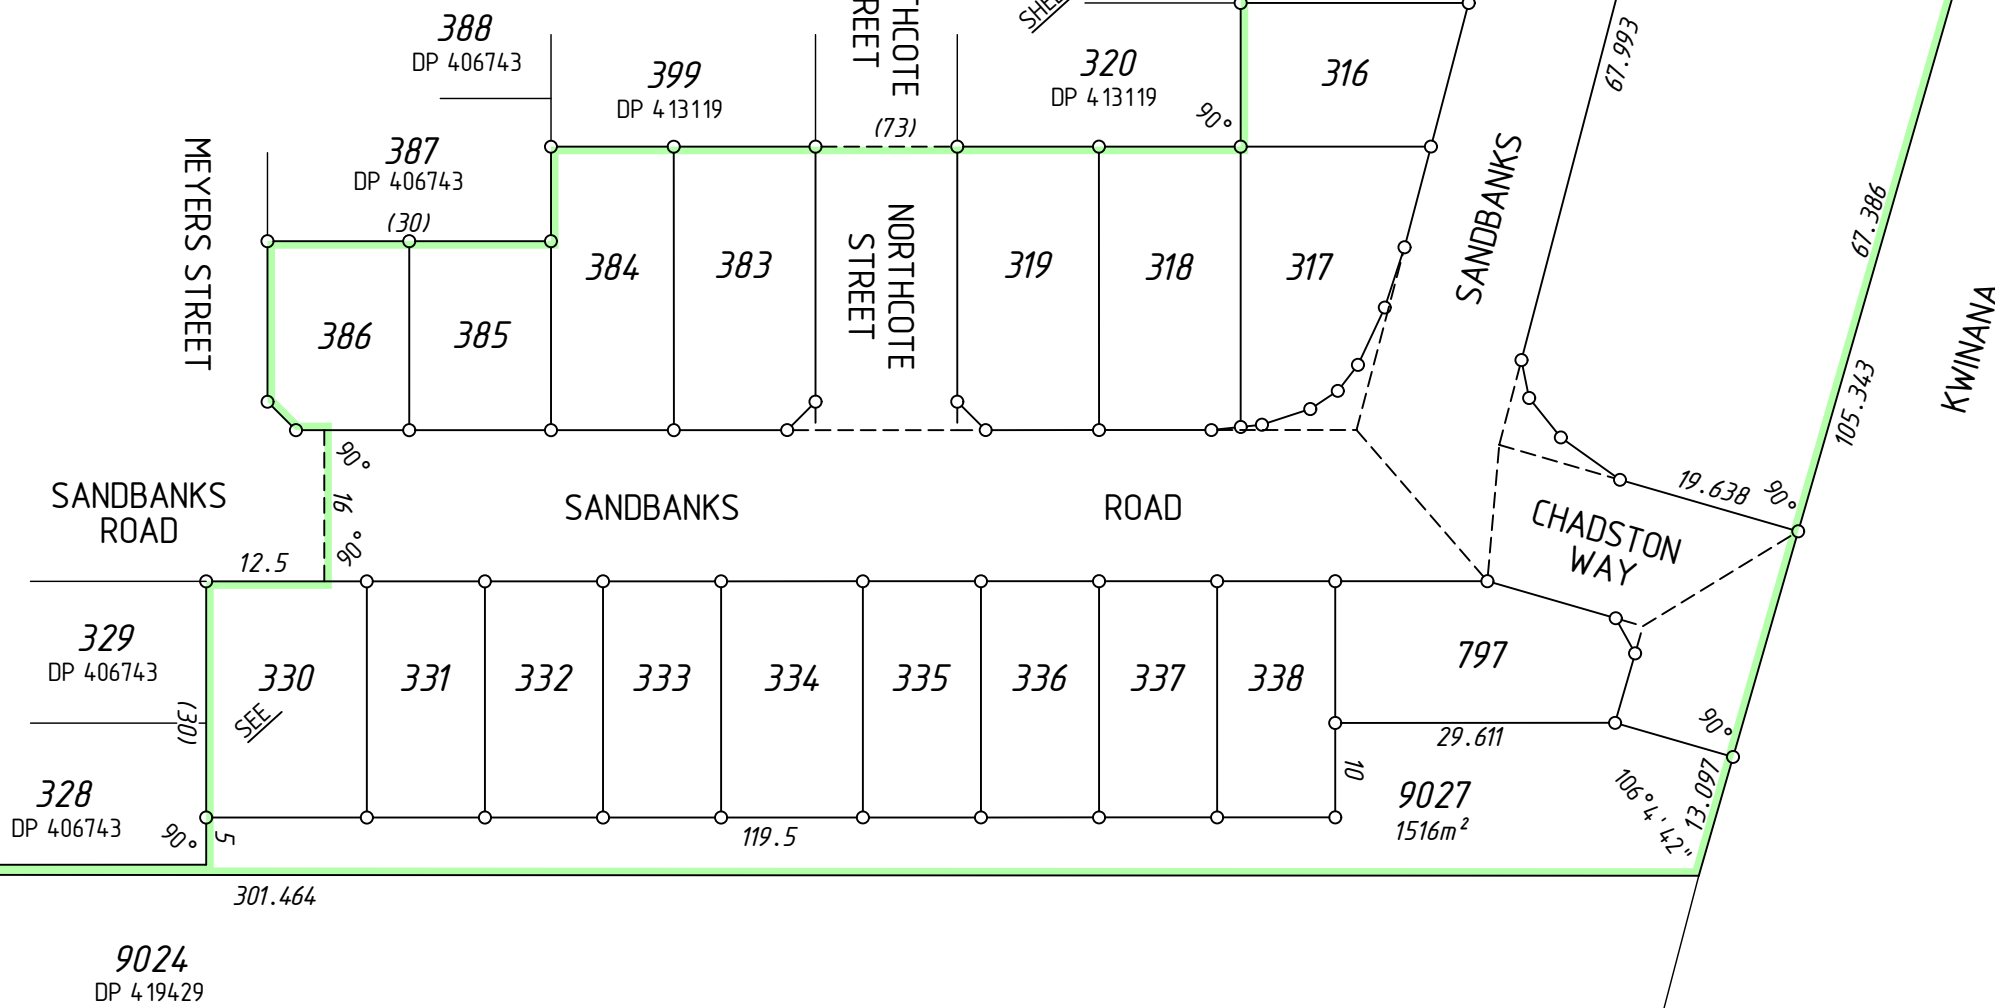 388
DP 406743
399
DP 413119
THCOTE
REET
320
DP 413119
316
67.993
90°
(73)
387
DP 406743
(30)
MEYERS STREET
384
383
NORTHCOTE
STREET
319
318
317
SANDBANKS
67.386
KWINANA
386
385
105.343
90°
16
90°
SANDBANKS
ROAD
SANDBANKS
ROAD
19.638
90°
CHADSTON
WAY
12.5
329
DP 406743
(30)
330
SEE
331
332
333
334
335
336
337
338
797
29.611
90°
10
328
DP 406743
90°
5
119.5
9027
1516m²
106°4'42"
13.097
301.464
9024
DP 419429